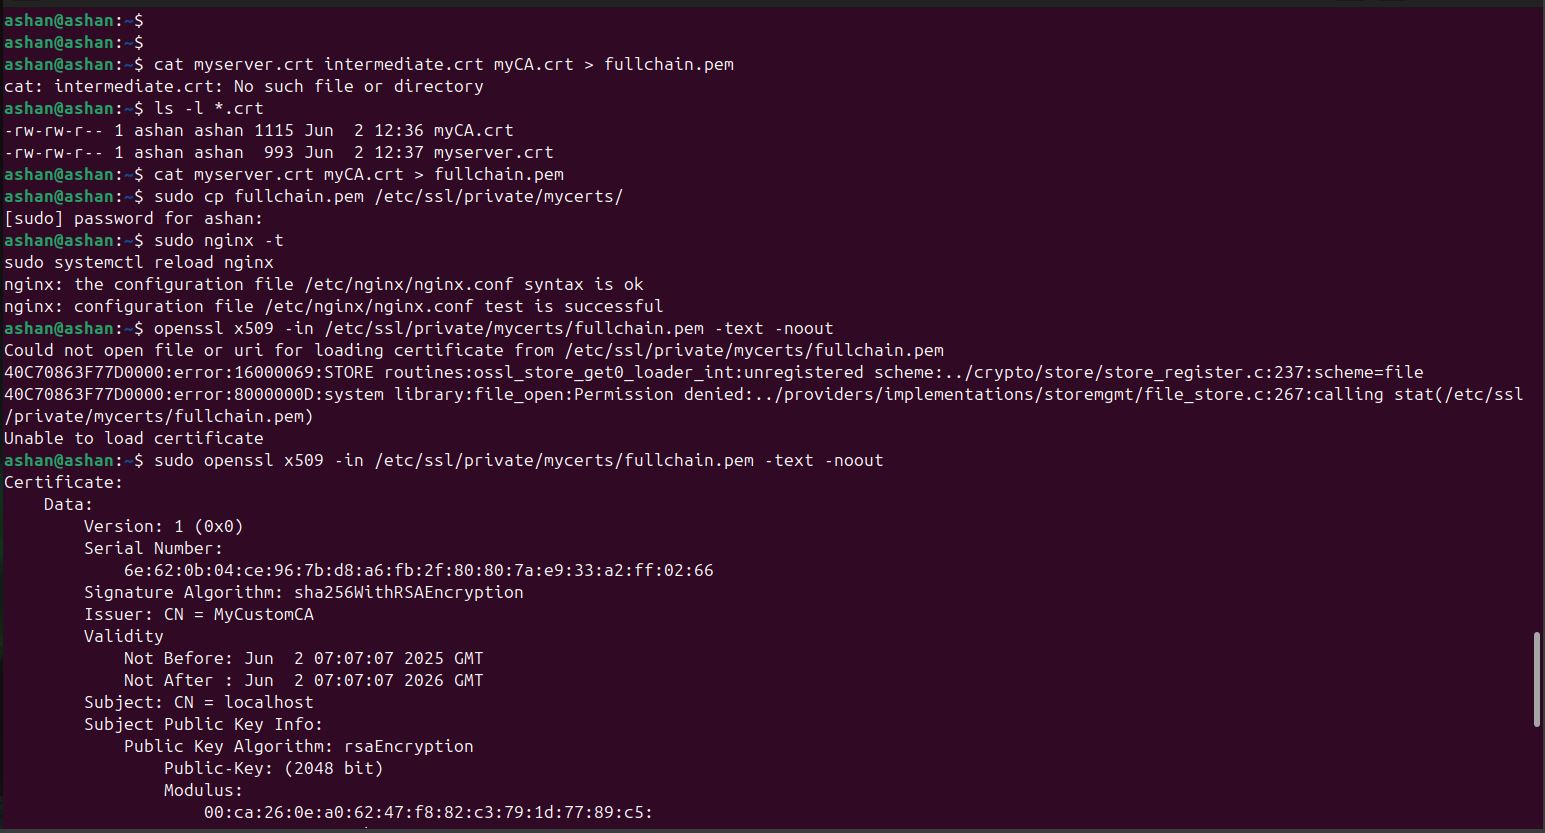 ashan@ashan:~$
ashan@ashan:~$
ashan@ashan:~$ cat myserver.crt intermediate.crt myCA.crt > fullchain.pem
cat: intermediate.crt: No such file or directory
ashan@ashan:~$ ls -l *.crt
-rw-rw-r-- 1 ashan ashan 1115 Jun  2 12:36 myCA.crt
-rw-rw-r-- 1 ashan ashan  993 Jun  2 12:37 myserver.crt
ashan@ashan:~$ cat myserver.crt myCA.crt > fullchain.pem
ashan@ashan:~$ sudo cp fullchain.pem /etc/ssl/private/mycerts/
[sudo] password for ashan:
ashan@ashan:~$ sudo nginx -t
sudo systemctl reload nginx
nginx: the configuration file /etc/nginx/nginx.conf syntax is ok
nginx: configuration file /etc/nginx/nginx.conf test is successful
ashan@ashan:~$ openssl x509 -in /etc/ssl/private/mycerts/fullchain.pem -text -noout
Could not open file or uri for loading certificate from /etc/ssl/private/mycerts/fullchain.pem
40C70863F77D0000:error:16000069:STORE routines:ossl_store_get0_loader_int:unregistered scheme:../crypto/store/store_register.c:237:scheme=file
40C70863F77D0000:error:8000000D:system library:file_open:Permission denied:../providers/implementations/storemgmt/file_store.c:267:calling stat(/etc/ssl
/private/mycerts/fullchain.pem)
Unable to load certificate
ashan@ashan:~$ sudo openssl x509 -in /etc/ssl/private/mycerts/fullchain.pem -text -noout
Certificate:
    Data:
        Version: 1 (0x0)
        Serial Number:
            6e:62:0b:04:ce:96:7b:d8:a6:fb:2f:80:80:7a:e9:33:a2:ff:02:66
        Signature Algorithm: sha256WithRSAEncryption
        Issuer: CN = MyCustomCA
        Validity
            Not Before: Jun  2 07:07:07 2025 GMT
            Not After : Jun  2 07:07:07 2026 GMT
        Subject: CN = localhost
        Subject Public Key Info:
            Public Key Algorithm: rsaEncryption
                Public-Key: (2048 bit)
                Modulus:
                    00:ca:26:0e:a0:62:47:f8:82:c3:79:1d:77:89:c5: